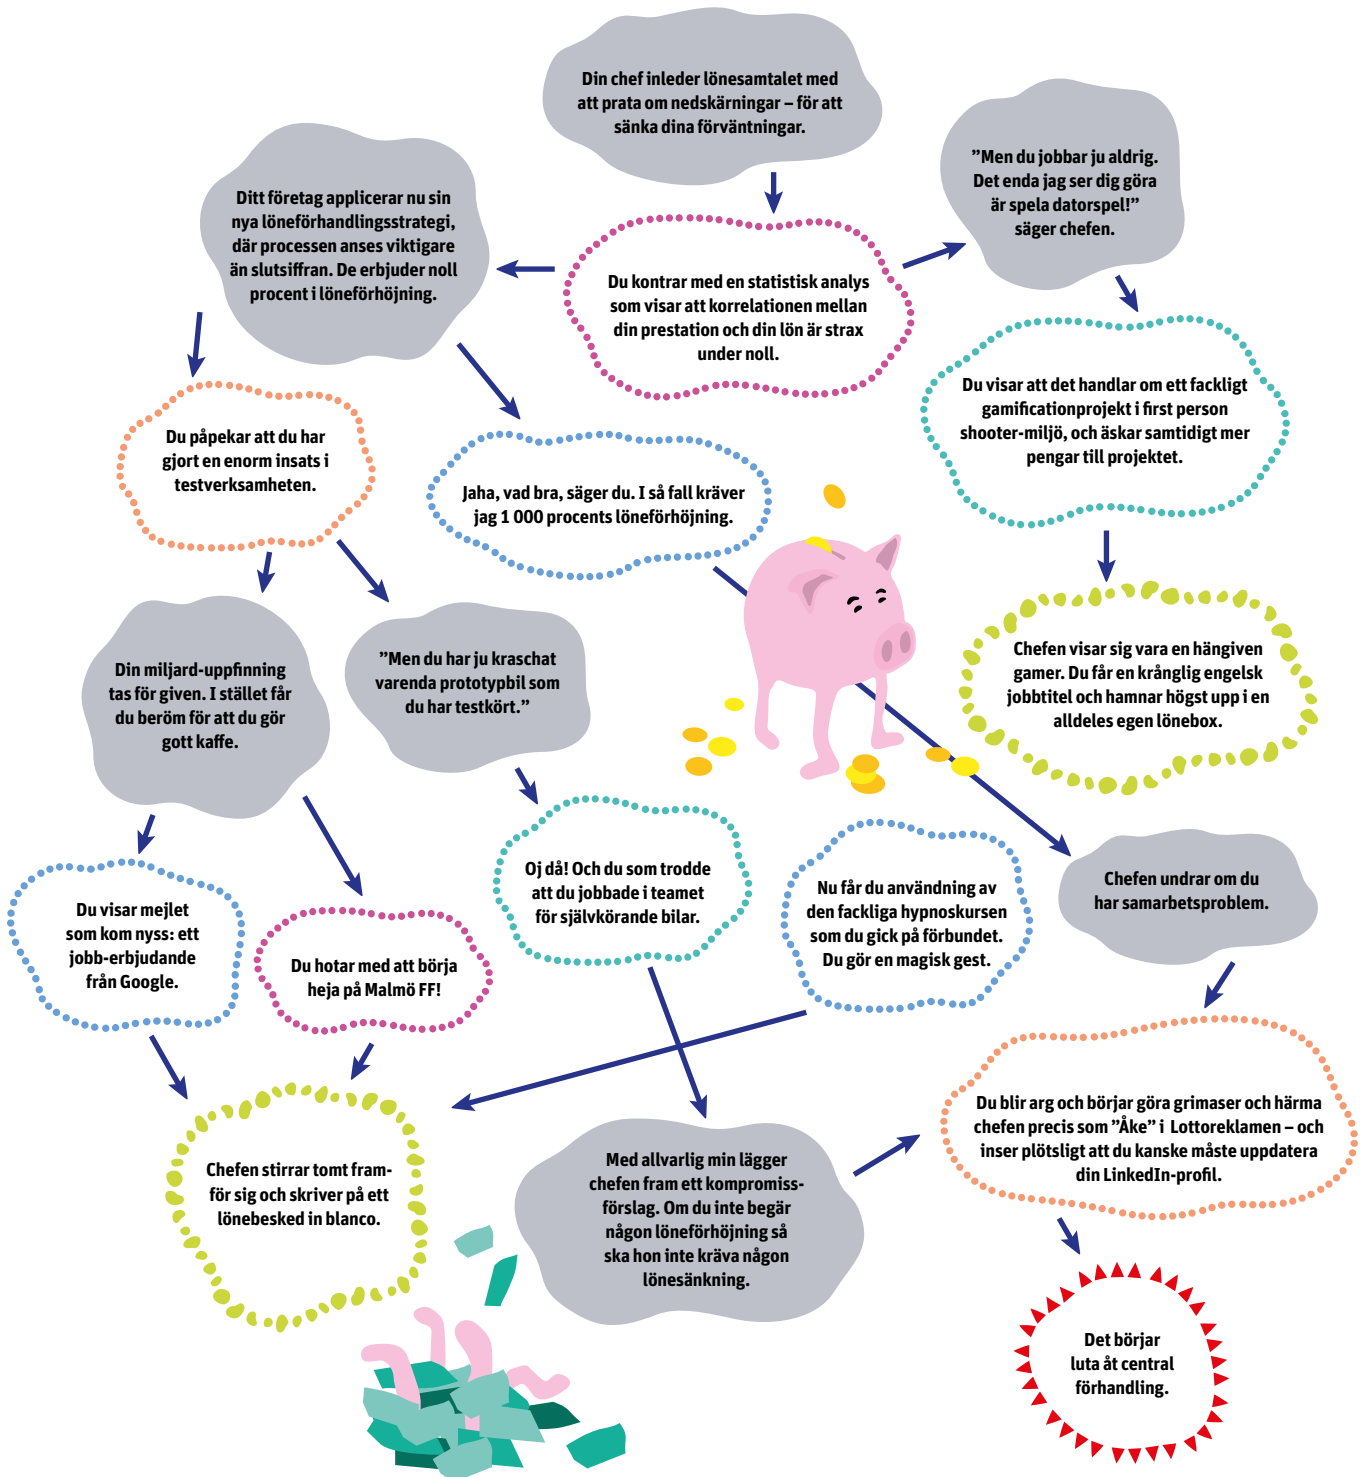 Din chef inleder lönesamtalet med
att prata om nedskärningar – för att
sänka dina förväntningar.
”Men du jobbar ju aldrig.
Det enda jag ser dig göra
är spela datorspel!”
säger chefen.
Ditt företag applicerar nu sin
nya löneförhandlingsstrategi,
där processen anses viktigare
än slutsiffran. De erbjuder noll
procent i löneförhöjning.
Du kontrar med en statistisk analys
som visar att korrelationen mellan
din prestation och din lön är strax
under noll.
Du visar att det handlar om ett fackligt
gamificationprojekt i first person
shooter-miljö, och äskar samtidigt mer
pengar till projektet.
Du påpekar att du har
gjort en enorm insats i
testverksamheten.
Jaha, vad bra, säger du. I så fall kräver
jag 1 000 procents löneförhöjning.
Chefen visar sig vara en hängiven
gamer. Du får en krånglig engelsk
jobbtitel och hamnar högst upp i en
alldeles egen lönebox.
Din miljard-uppfinning
tas för given. I stället får
du beröm för att du gör
gott kaffe.
”Men du har ju kraschat
varenda prototypbil som
du har testkört.”
Oj då! Och du som trodde
att du jobbade i teamet
för självkörande bilar.
Nu får du användning av
den fackliga hypnoskursen
som du gick på förbundet.
Du gör en magisk gest.
Chefen undrar om du
har samarbetsproblem.
Du visar mejlet
som kom nyss: ett
jobb-erbjudande
från Google.
Du hotar med att börja
heja på Malmö FF!
Du blir arg och börjar göra grimaser och härma
chefen precis som ”Åke” i Lottoreklamen – och
inser plötsligt att du kanske måste uppdatera
din LinkedIn-profil.
Chefen stirrar tomt fram-
för sig och skriver på ett
lönebesked in blanco.
Med allvarlig min lägger
chefen fram ett kompromiss-
förslag. Om du inte begär
någon löneförhöjning så
ska hon inte kräva någon
lönesänkning.
Det börjar
luta åt central
förhandling.